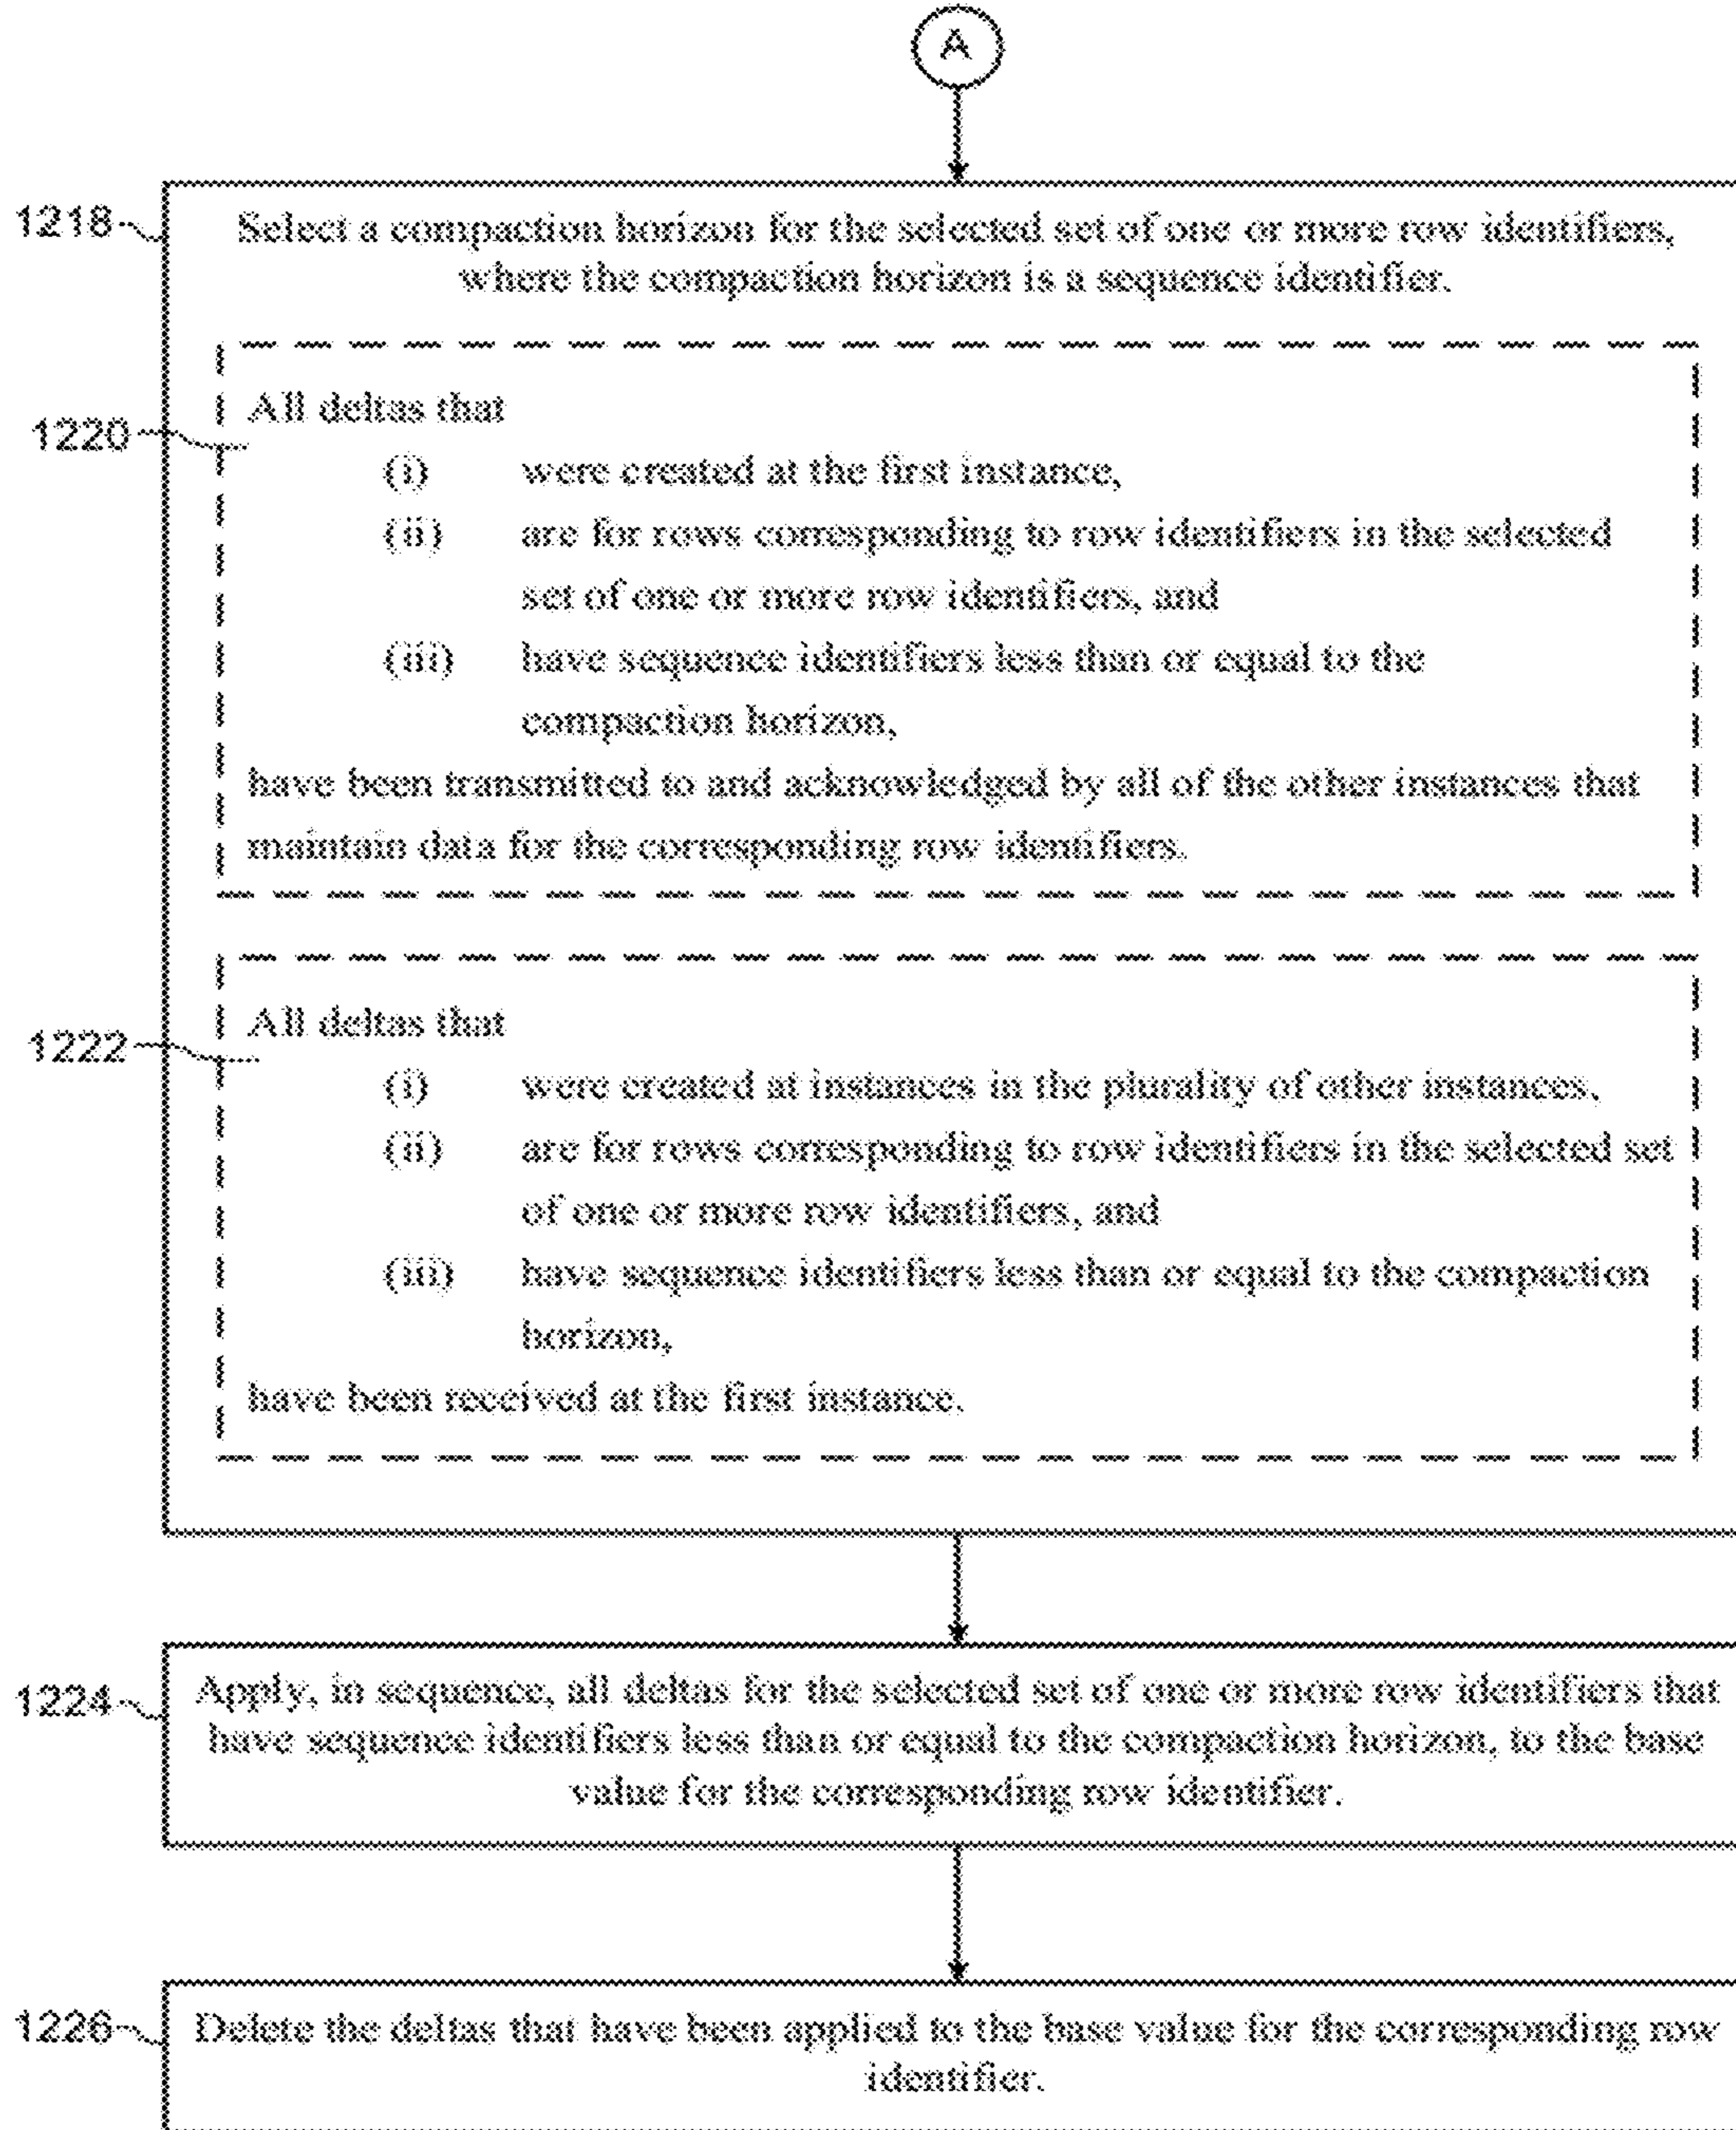 A
1218
Select a compaction horizon for the selected set of one or more row identifiers,
where the compaction horizon is a sequence identifier.
1220
All deltas that
(i) were created at the first instance,
(ii) are for rows corresponding to row identifiers in the selected
set of one or more row identifiers, and
(iii) have sequence identifiers less than or equal to the
compaction horizon,
have been transmitted to and acknowledged by all of the other instances that
maintain data for the corresponding row identifiers.
1222
All deltas that
(i) were created at instances in the plurality of other instances,
(ii) are for rows corresponding to row identifiers in the selected set
of one or more row identifiers, and
(iii) have sequence identifiers less than or equal to the compaction
horizon,
have been received at the first instance.
1224
Apply, in sequence, all deltas for the selected set of one or more row identifiers that
have sequence identifiers less than or equal to the compaction horizon, to the base
value for the corresponding row identifier.
1226
Delete the deltas that have been applied to the base value for the corresponding row
identifier.